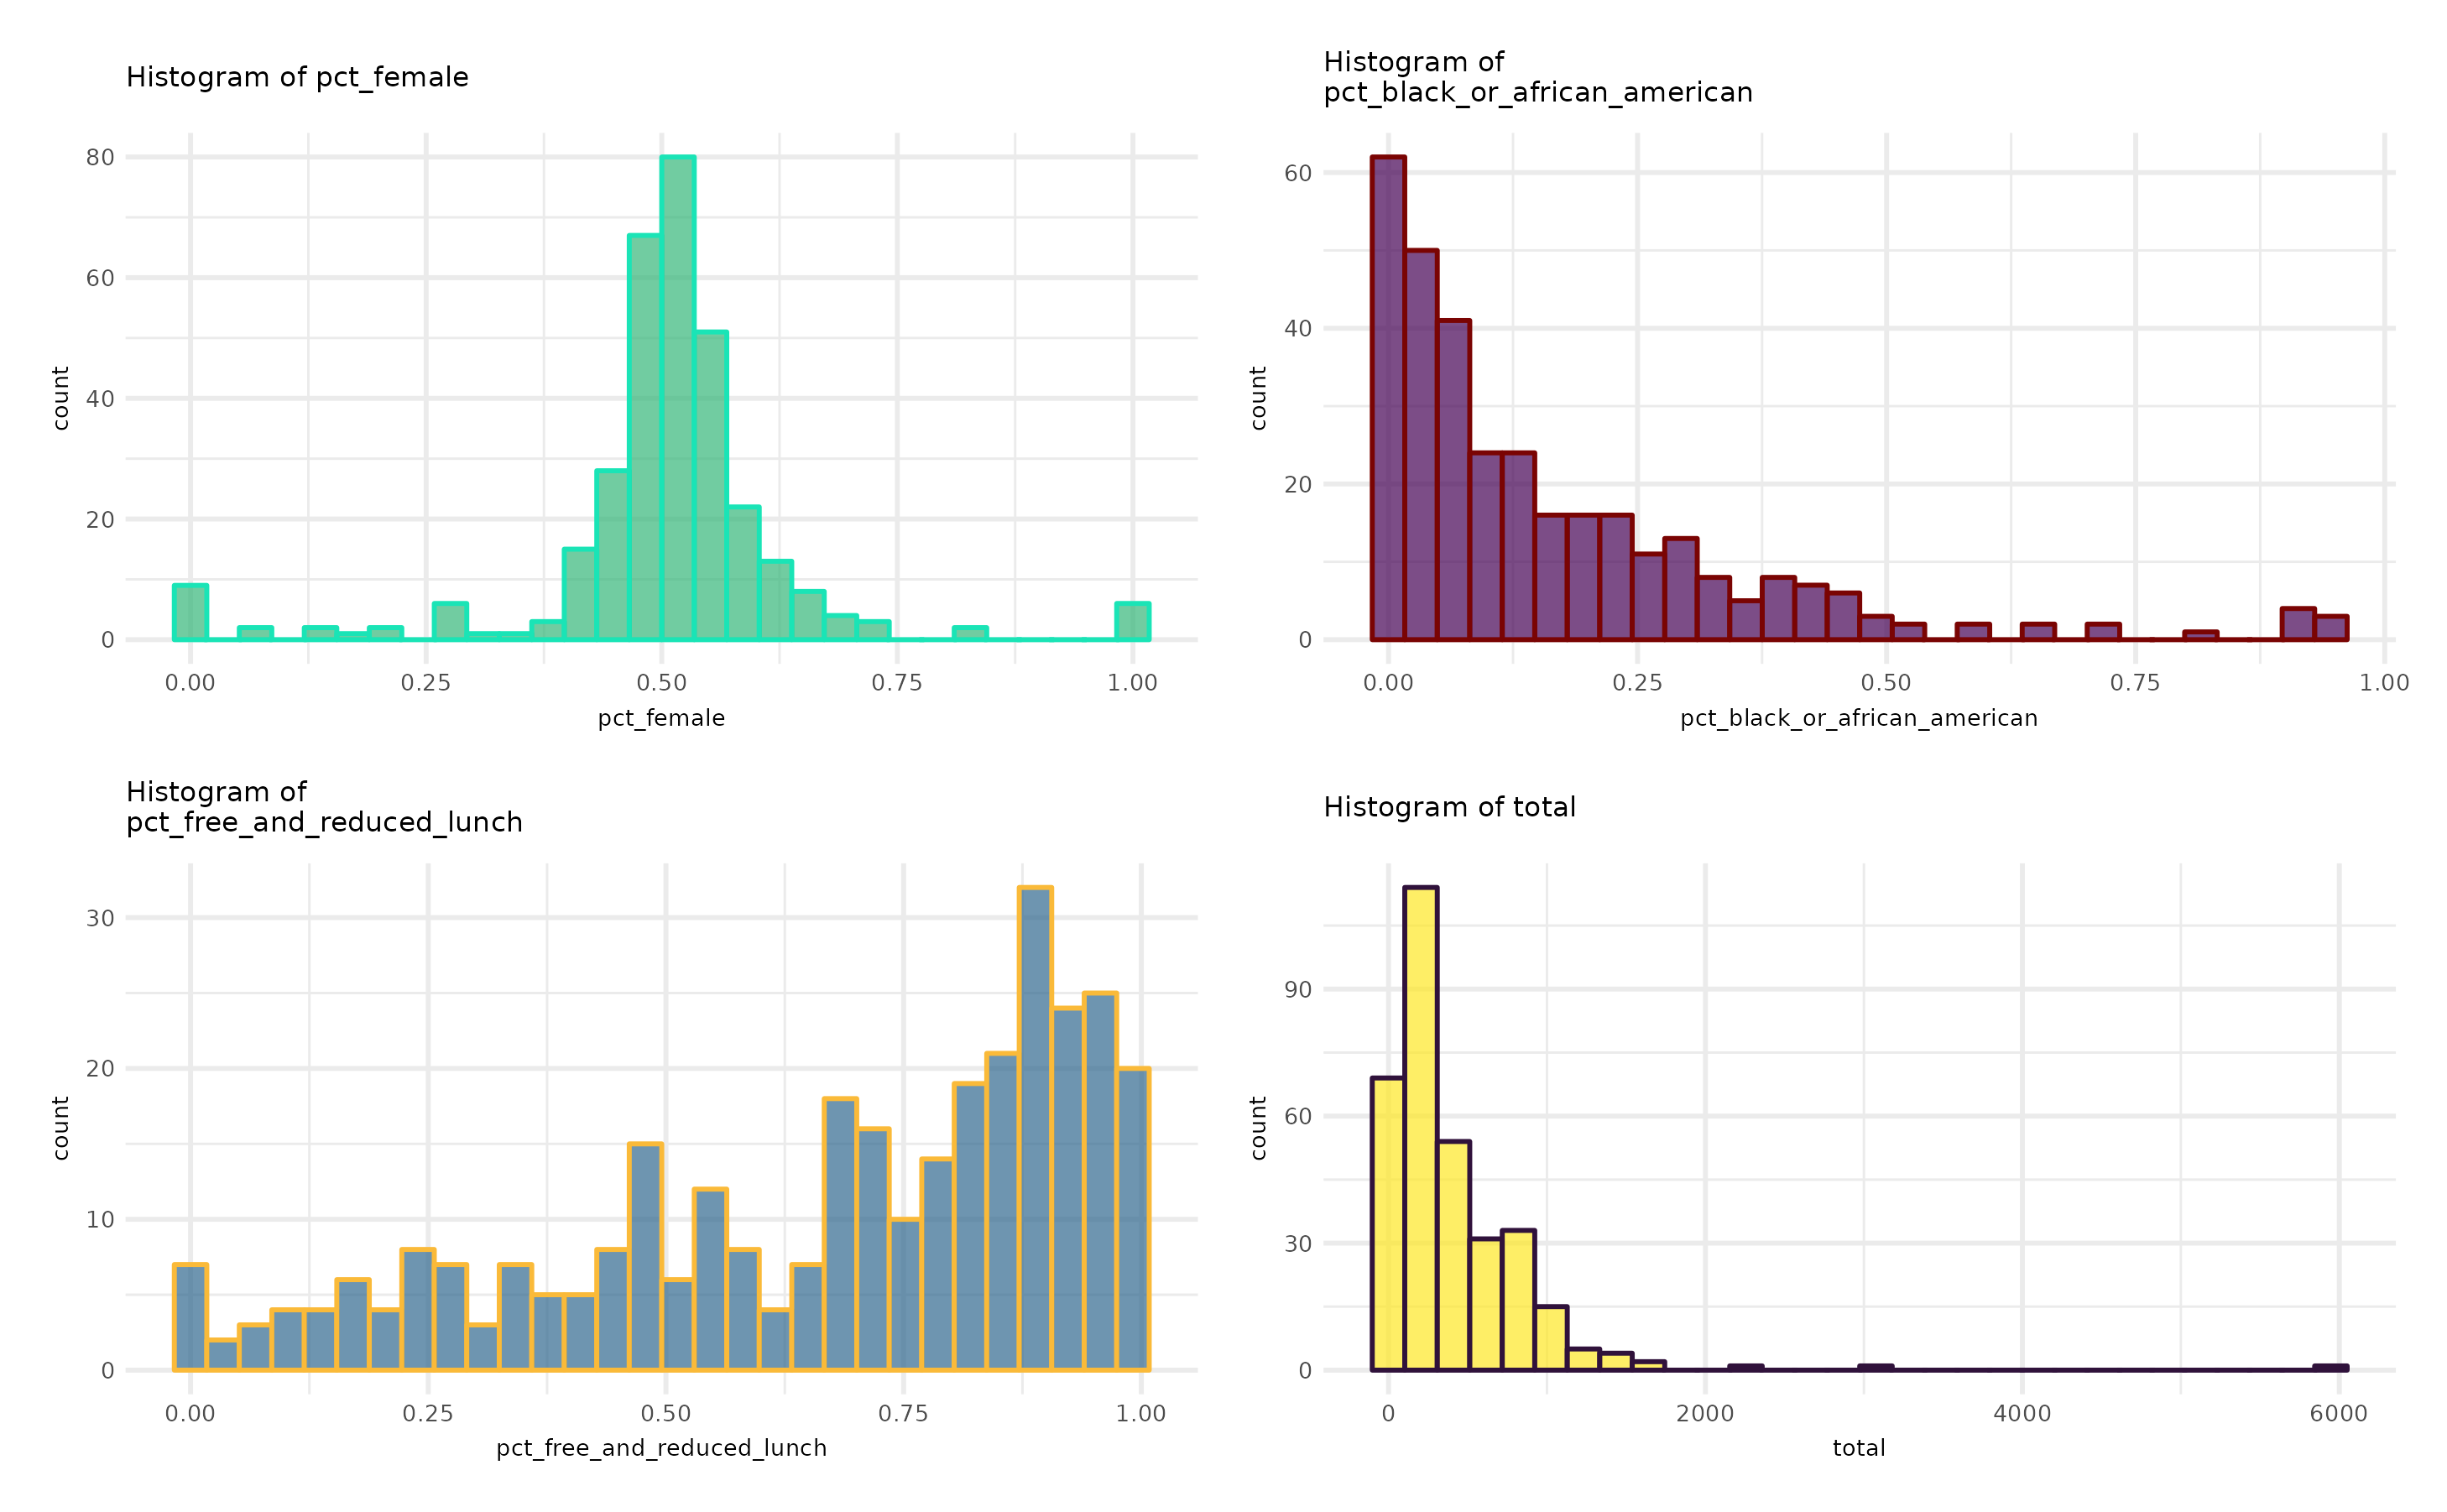 Histogram of pct_female
80
60
40
20
0
count
0.00 0.25 0.50 0.75 1.00
pct_female
Histogram of
pct_black_or_african_american
60
40
20
0
count
0.00 0.25 0.50 0.75 1.00
pct_black_or_african_american
Histogram of
pct_free_and_reduced_lunch
30
20
10
0
count
0.00 0.25 0.50 0.75 1.00
pct_free_and_reduced_lunch
Histogram of total
90
60
30
0
count
0 2000 4000 6000
total